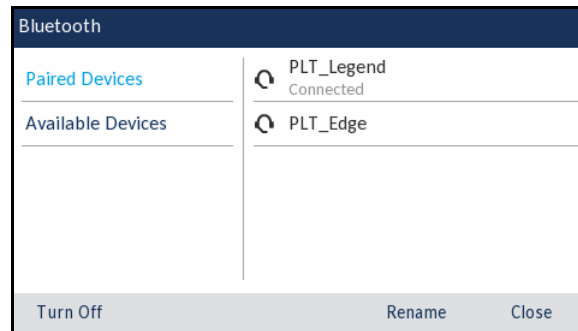 Bluetooth
Paired Devices
Available Devices
PLT_Legend
Connected
PLT_Edge
Turn Off
Rename
Close